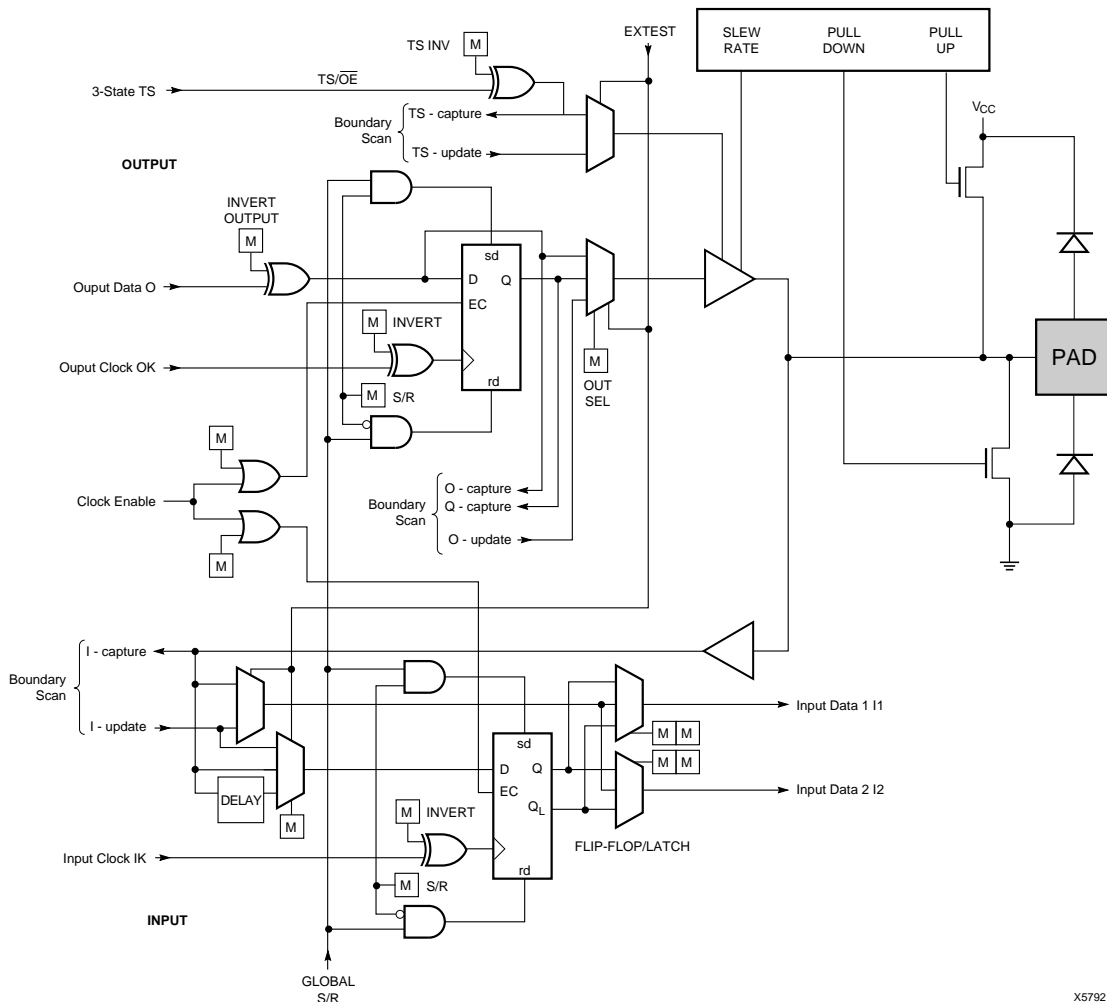 EXTEST
SLEW
RATE
PULL
DOWN
PULL
UP
TS INV
M
TS/OE
3-State TS
VCC
TS - capture
Boundary
Scan
TS - update
OUTPUT
INVERT
OUTPUT
M
sd
D
Q
Ouput Data O
EC
M
INVERT
PAD
M
Ouput Clock OK
rd
OUT
SEL
M
S/R
M
Clock Enable
O - capture
Boundary
Scan
Q - capture
O - update
M
I - capture
Boundary
Scan
I - update
Input Data 1 I1
M
M
sd
M
M
D
Q
EC
Input Data 2 I2
DELAY
QL
M
M
INVERT
FLIP-FLOP/LATCH
Input Clock IK
rd
M
S/R
INPUT
GLOBAL
S/R
X5792